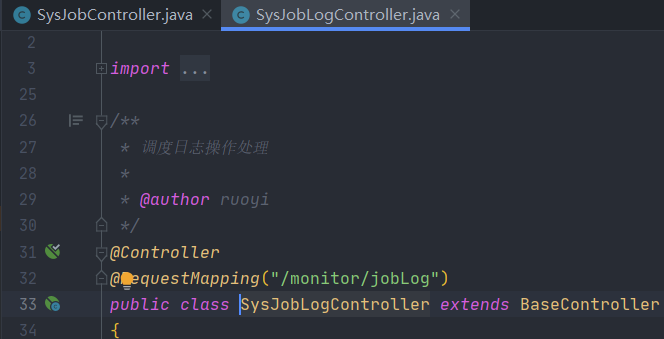 SysJobController.java SysJobLogController.java
2
3 import ...
25
26 /**
27 * 调度日志操作处理
28 *
29 * @author ruoyi
30 */
31 @Controller
32 @RequestMapping("/monitor/jobLog")
33 public class SysJobLogController extends BaseController
34 {